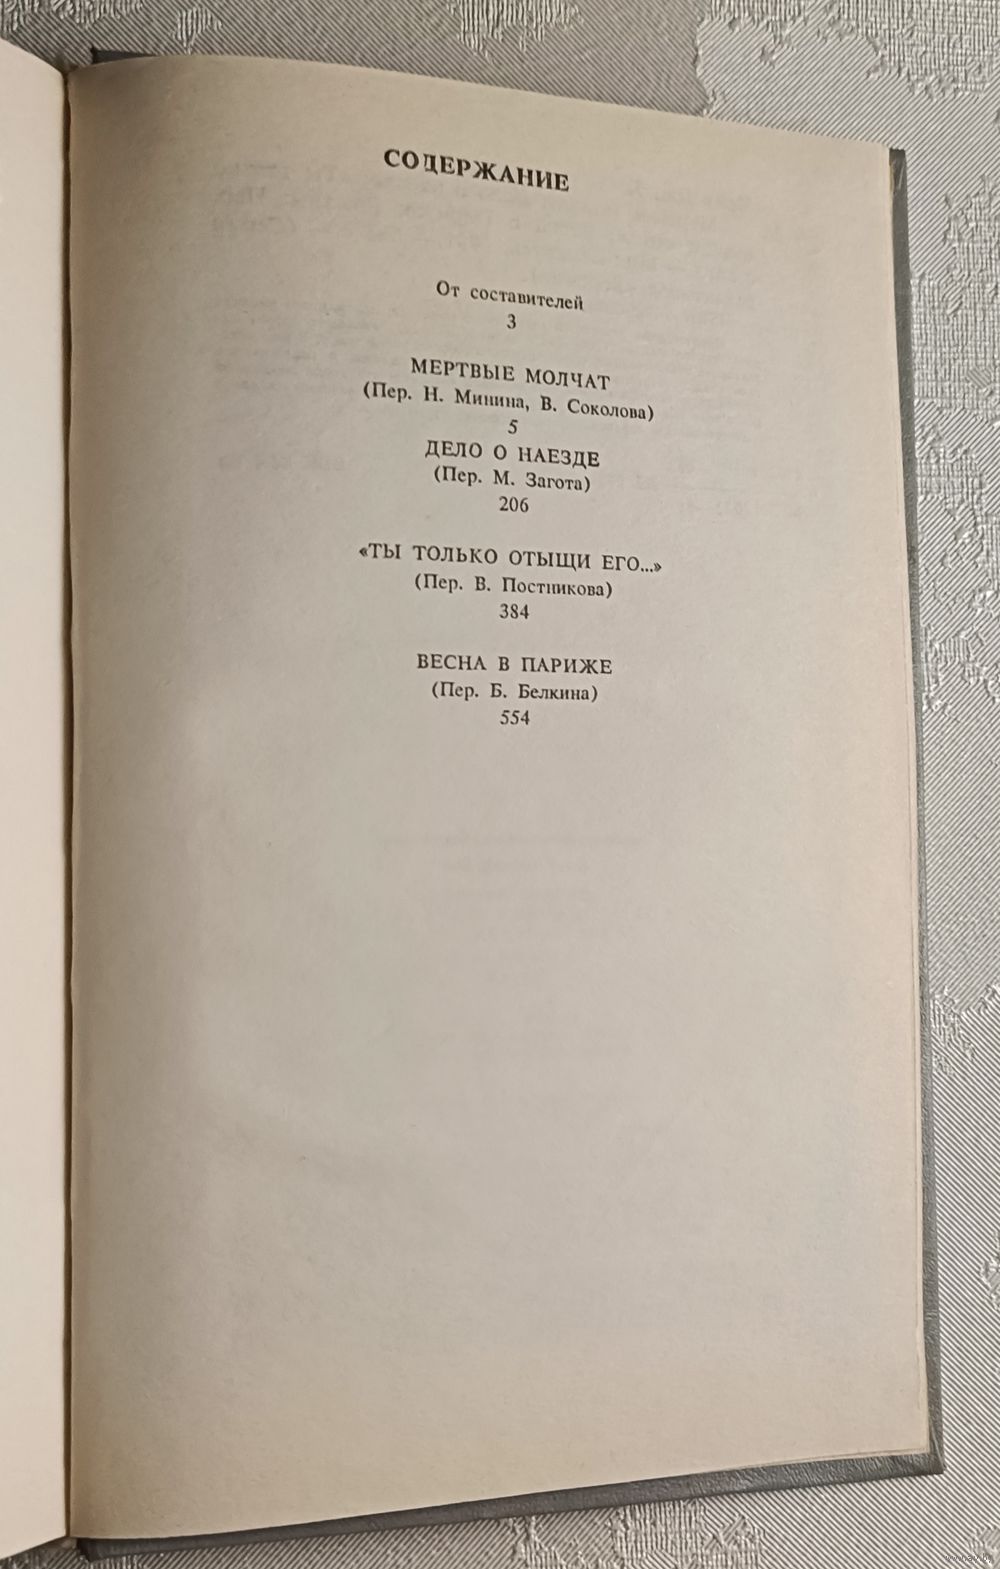 СОДЕРЖАНИЕ
От составителей
3
МЕРТВЫЕ МОЛЧАТ
(Пер. Н. Минина, В. Соколова)
5
ДЕЛО О НАЕЗДЕ
(Пер. М. Загота)
206
«ТЫ ТОЛЬКО ОТЫЩИ ЕГО...»
(Пер. В. Постникова)
384
ВЕСНА В ПАРИЖЕ
(Пер. Б. Белкина)
554